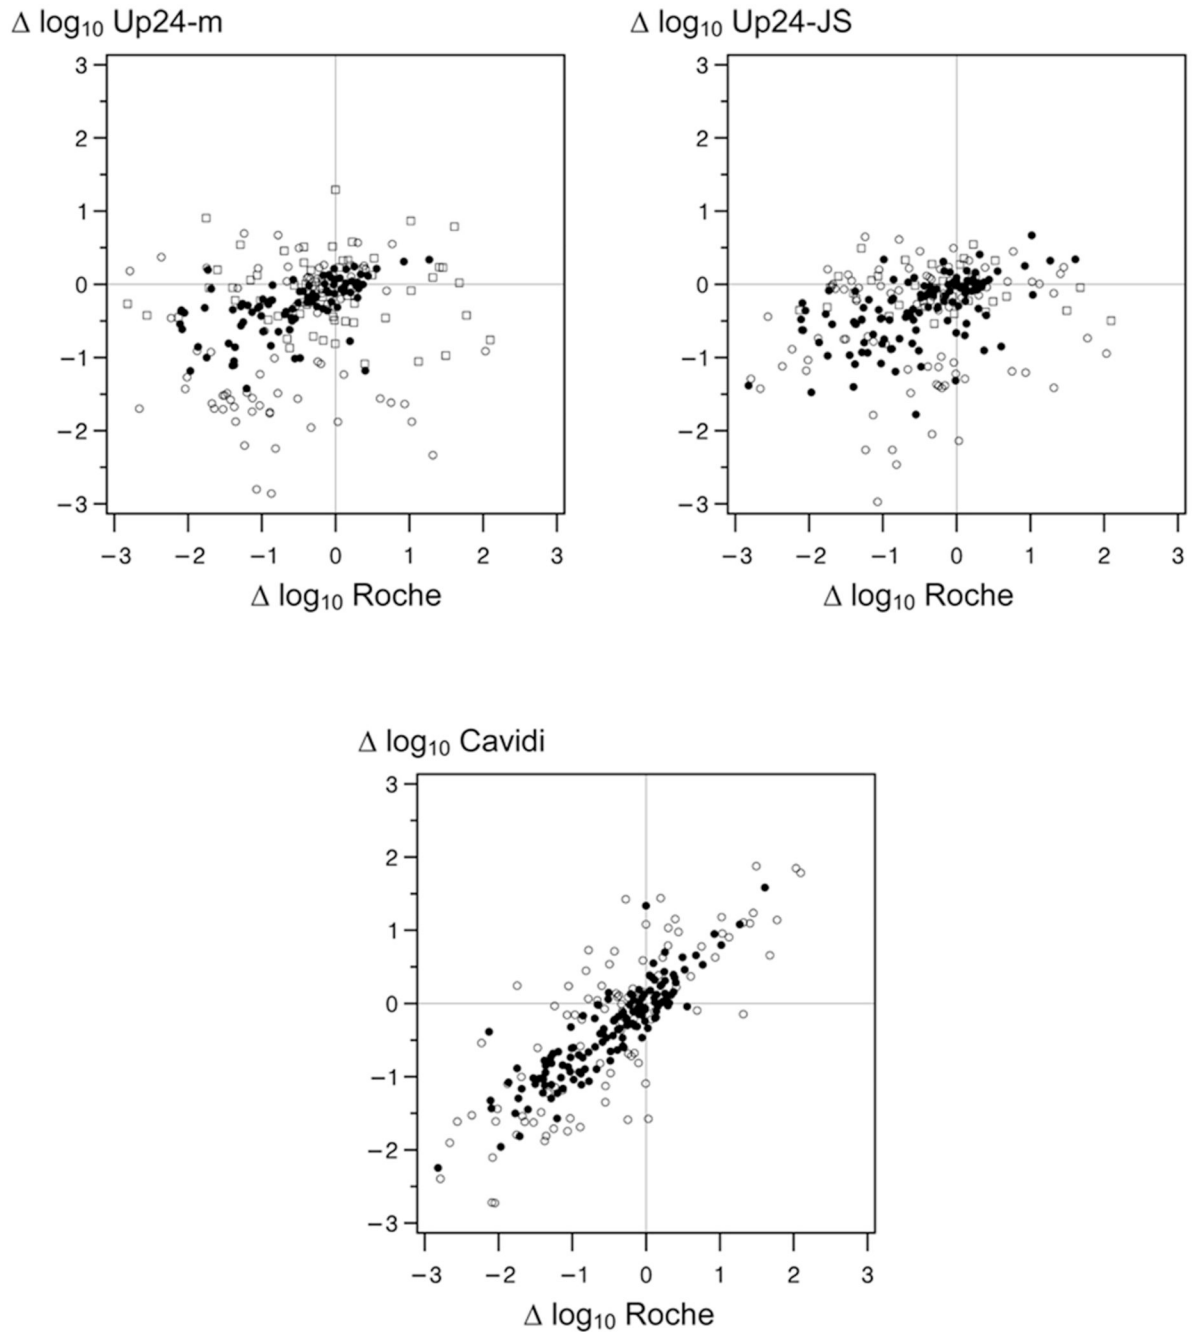 Δ log₁₀ Up24-m
3
2
1
0
−1
−2
−3
−3 −2 −1 0 1 2 3
Δ log₁₀ Roche
Δ log₁₀ Up24-JS
3
2
1
0
−1
−2
−3
−3 −2 −1 0 1 2 3
Δ log₁₀ Roche
Δ log₁₀ Cavidi
3
2
1
0
−1
−2
−3
−3 −2 −1 0 1 2 3
Δ log₁₀ Roche